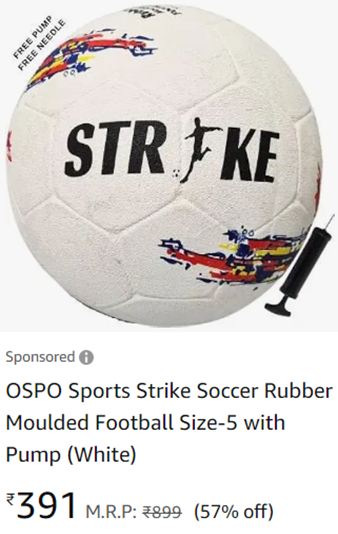 FREE PUMP
FREE NEEDLE
STR KE
Sponsored
OSPO Sports Strike Soccer Rubber
Moulded Football Size-5 with
Pump (White)
₹391 M.R.P: ₹899 (57% off)